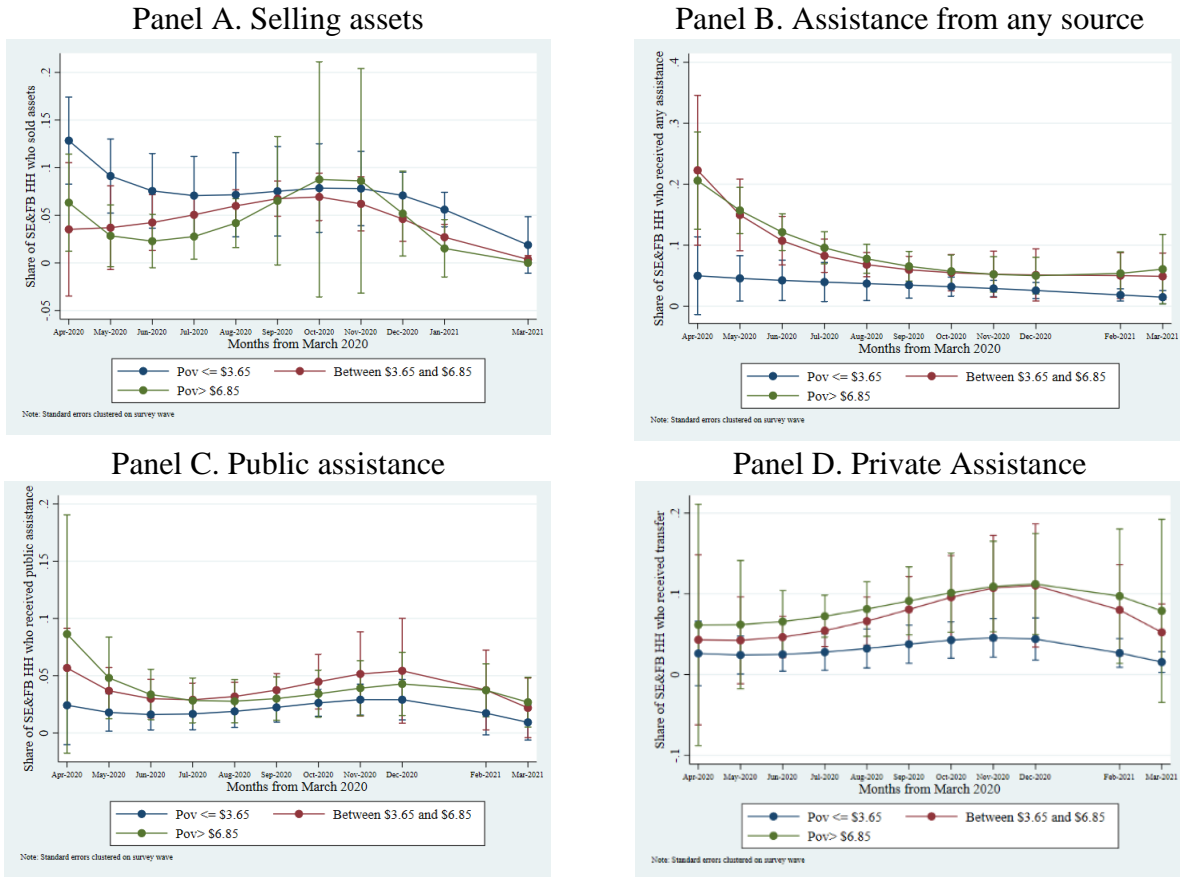 Panel A. Selling assets
Share of SE&FB HH who sold assets
.2
.15
.1
.05
0
-.05
Apr-2020 May-2020 Jun-2020 Jul-2020 Aug-2020 Sep-2020 Oct-2020 Nov-2020 Dec-2020 Jan-2021 Mar-2021
Months from March 2020
Pov <= $3.65 Between $3.65 and $6.85
Pov> $6.85
Note: Standard errors clustered on survey wave
Panel B. Assistance from any source
Share of SE&FB HH who received any assistance
.4
.3
.2
.1
0
Apr-2020 May-2020 Jun-2020 Jul-2020 Aug-2020 Sep-2020 Oct-2020 Nov-2020 Dec-2020 Feb-2021 Mar-2021
Months from March 2020
Pov <= $3.65 Between $3.65 and $6.85
Pov> $6.85
Note: Standard errors clustered on survey wave
Panel C. Public assistance
Share of SE&FB HH who received public assistance
.2
.15
.1
.05
0
Apr-2020 May-2020 Jun-2020 Jul-2020 Aug-2020 Sep-2020 Oct-2020 Nov-2020 Dec-2020 Feb-2021 Mar-2021
Months from March 2020
Pov <= $3.65 Between $3.65 and $6.85
Pov> $6.85
Note: Standard errors clustered on survey wave
Panel D. Private Assistance
Share of SE&FB HH who received transfer
.2
.1
0
-.1
Apr-2020 May-2020 Jun-2020 Jul-2020 Aug-2020 Sep-2020 Oct-2020 Nov-2020 Dec-2020 Feb-2021 Mar-2021
Months from March 2020
Pov <= $3.65 Between $3.65 and $6.85
Pov> $6.85
Note: Standard errors clustered on survey wave